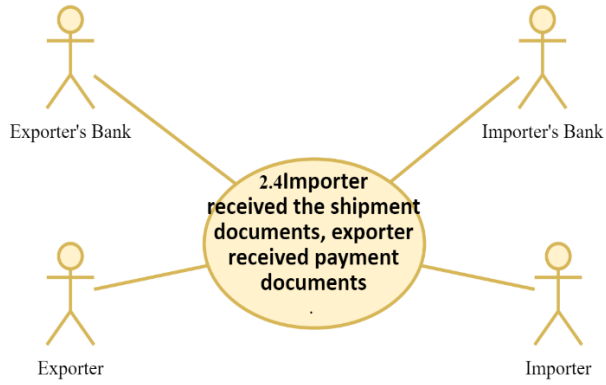 Exporter's Bank
Importer's Bank
2.4Importer
received the shipment
documents, exporter
received payment
documents
.
Exporter
Importer